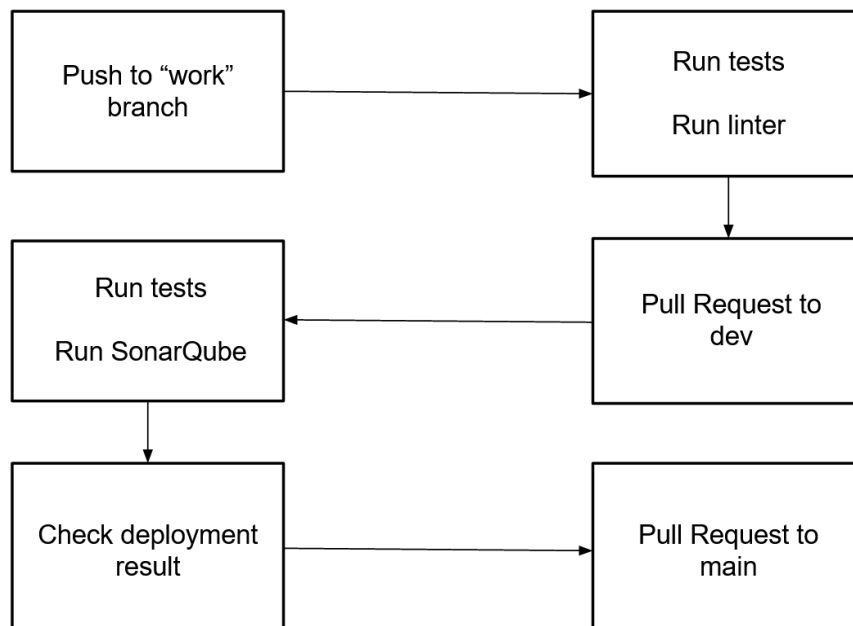 Push to “work”
branch
Run tests
Run linter
Pull Request to
dev
Run tests
Run SonarQube
Check deployment
result
Pull Request to
main